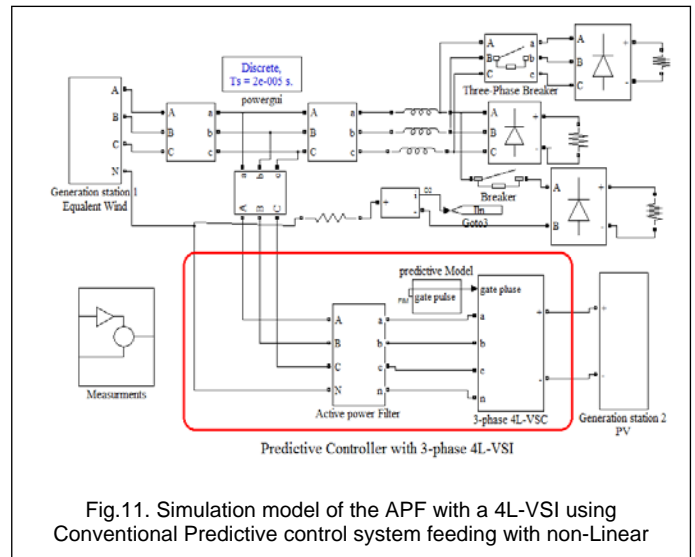 Discrete,
Ts = 2e-005 s.
powergui
A
B
C
N
Generation station 1
Equalent Wind
A
B
C
a
b
c
A
B
C
a
b
c
A
B
C
a
b
c
Three-Phase Breaker
A
B
C
+
-
A
B
C
+
-
Breaker
A
B
+
-
a
b
c
A
B
C
+
-
Goto3
Measurments
predictive Model
gate pulse
gate phase
A
B
C
N
a
b
c
n
Active power Filter
a
b
c
n
+
-
3-phase 4L-VSC
+
-
Generation station 2
PV
Predictive Controller with 3-phase 4L-VSI
Fig.11. Simulation model of the APF with a 4L-VSI using
Conventional Predictive control system feeding with non-Linear